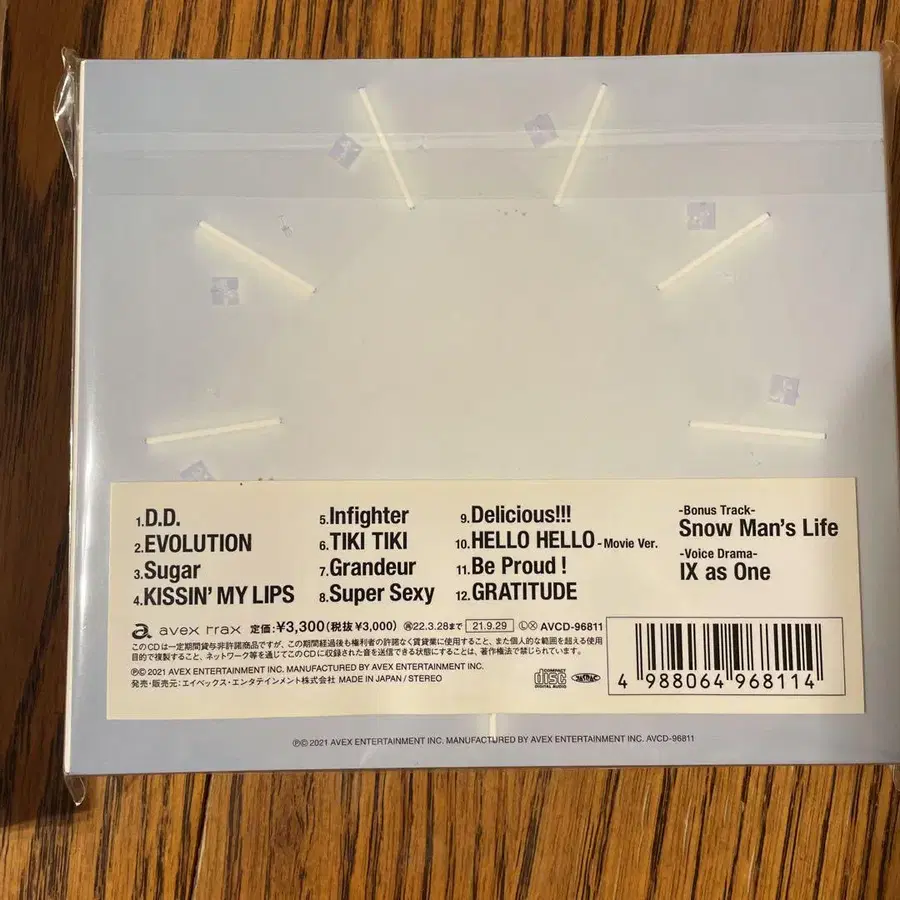 1.D.D.
2.EVOLUTION
3.Sugar
4.KISSIN' MY LIPS
5.Infighter
6.TIKI TIKI
7.Grandeur
8.Super Sexy
9.Delicious!!!
10.HELLO HELLO -Movie Ver.
11.Be Proud!
12.GRATITUDE
-Bonus Track-
Snow Man's Life
-Voice Drama-
IX as One
a avex trax 定価:¥3,300(税抜 ¥3,000) 22.3.28まで 21.9.29 AVCD-96811
このCDは一定期間貸与非許諾商品ですが、この期間経過後も権利者の許諾なく賃貸業に使用すること、また個人的な範囲を超える使用
目的で複製すること、ネットワーク等を通じてこのCDに収録された音を送信できる状態にすることは、著作権法で禁じられています。
℗© 2021 AVEX ENTERTAINMENT INC. MANUFACTURED BY AVEX ENTERTAINMENT INC.
発売・販売元:エイベックス・エンタテインメント株式会社 MADE IN JAPAN / STEREO
COMPACT
disc
DIGITAL AUDIO
JASRAC
4 988064 968114
℗© 2021 AVEX ENTERTAINMENT INC. MANUFACTURED BY AVEX ENTERTAINMENT INC. AVCD-96811